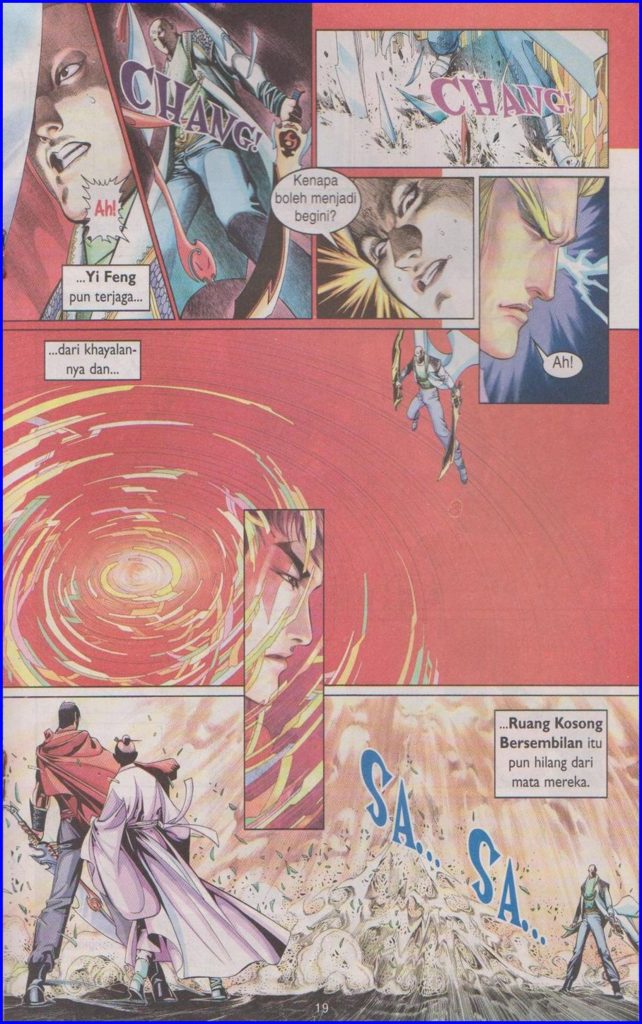 CHANG!
CHANG!
Ah!
...Yi Feng
pun terjaga...
Kenapa
boleh menjadi
begini?
Ah!
...dari khayalan-
nya dan...
...Ruang Kosong
Bersembilan itu
pun hilang dari
mata mereka.
SA...
SA...
19